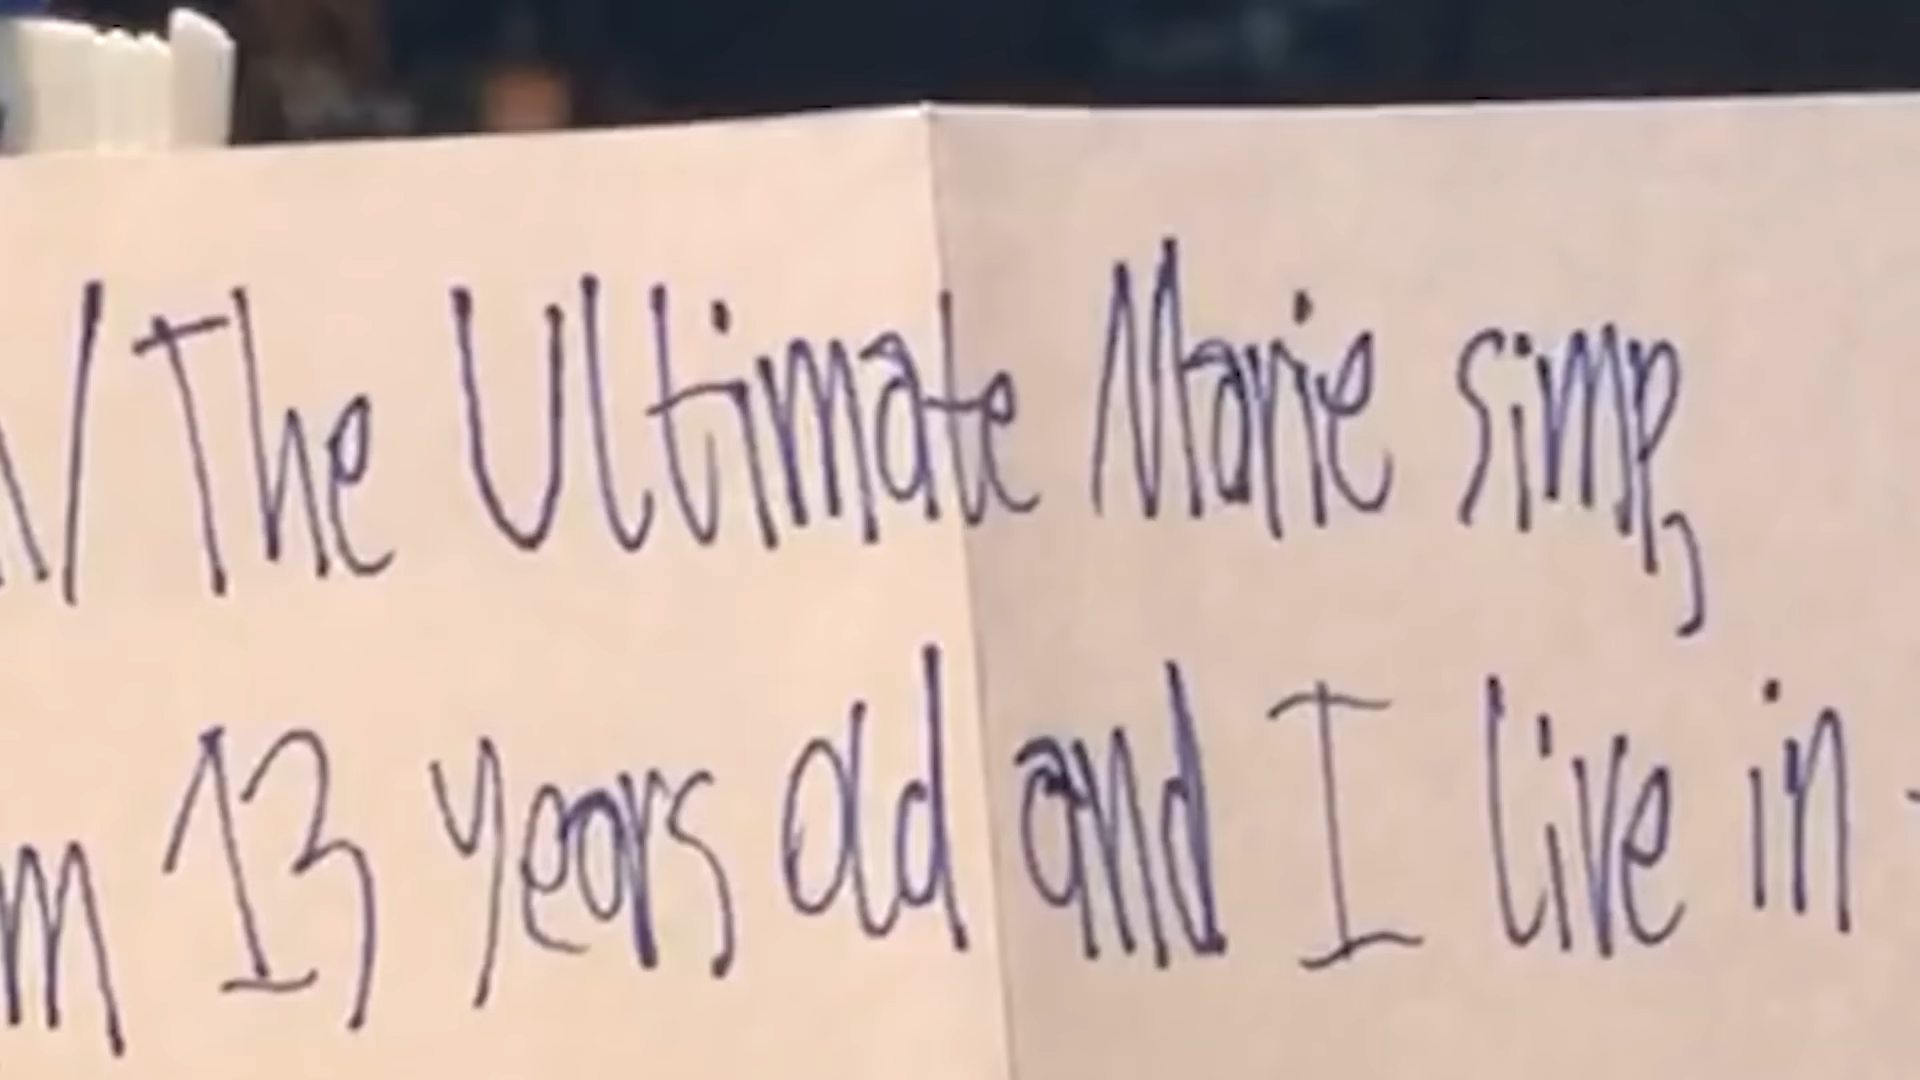 /The Ultimate Marie simp,
m 13 years old and I live in